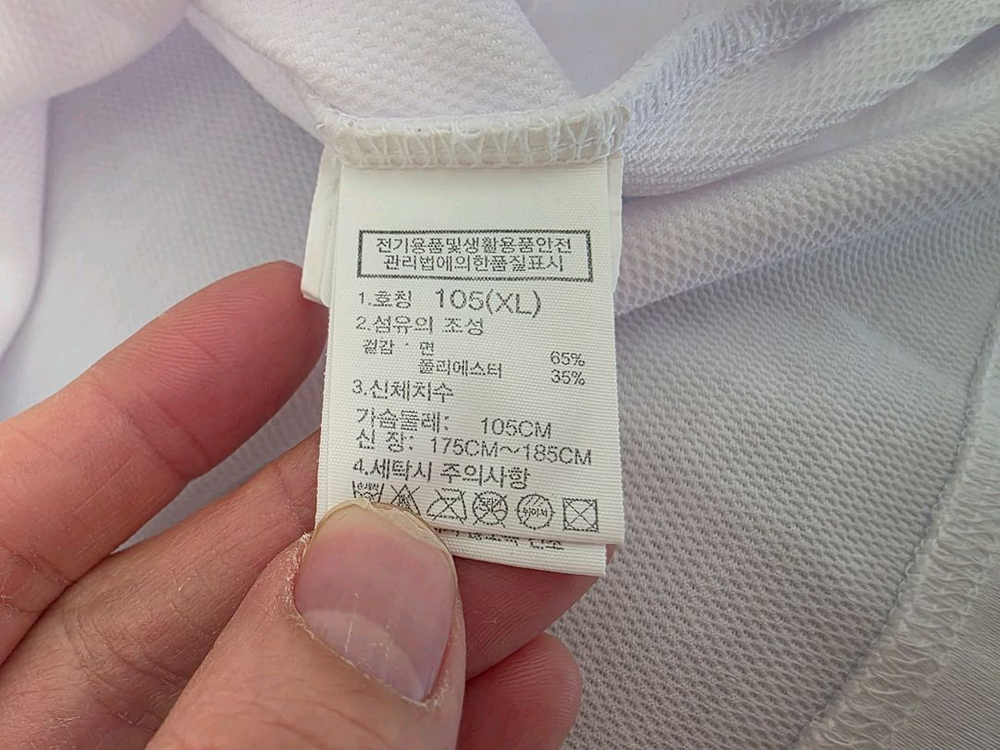 전기용품및생활용품안전
관리법에의한품질표시
1.호칭 105(XL)
2.섬유의 조성
겉감 · 면 65%
폴리에스터 35%
3.신체치수
가슴둘레: 105CM
신 장: 175CM~185CM
4.세탁시 주의사항